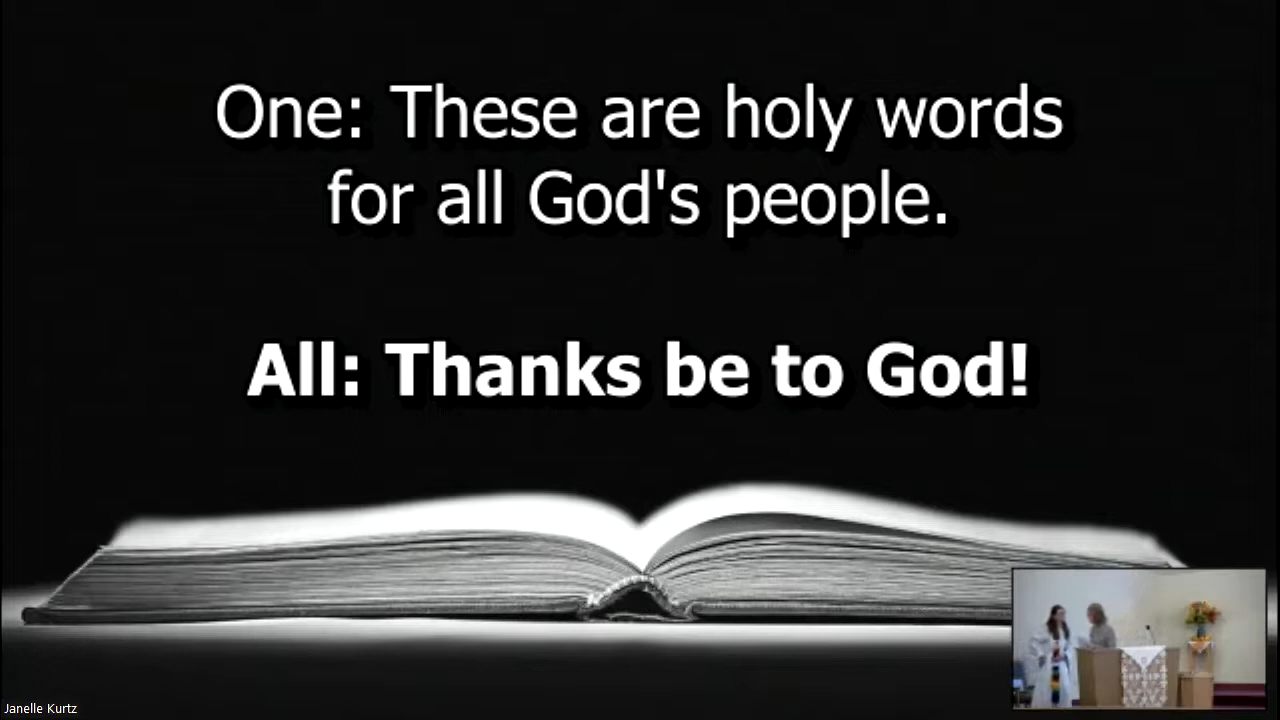 One: These are holy words
for all God's people.
All: Thanks be to God!
Janelle Kurtz